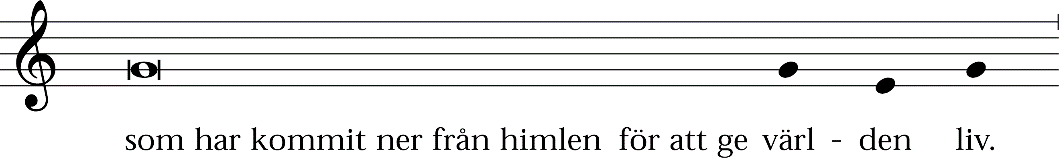 som har kommit ner från himlen för att ge värl - den liv.